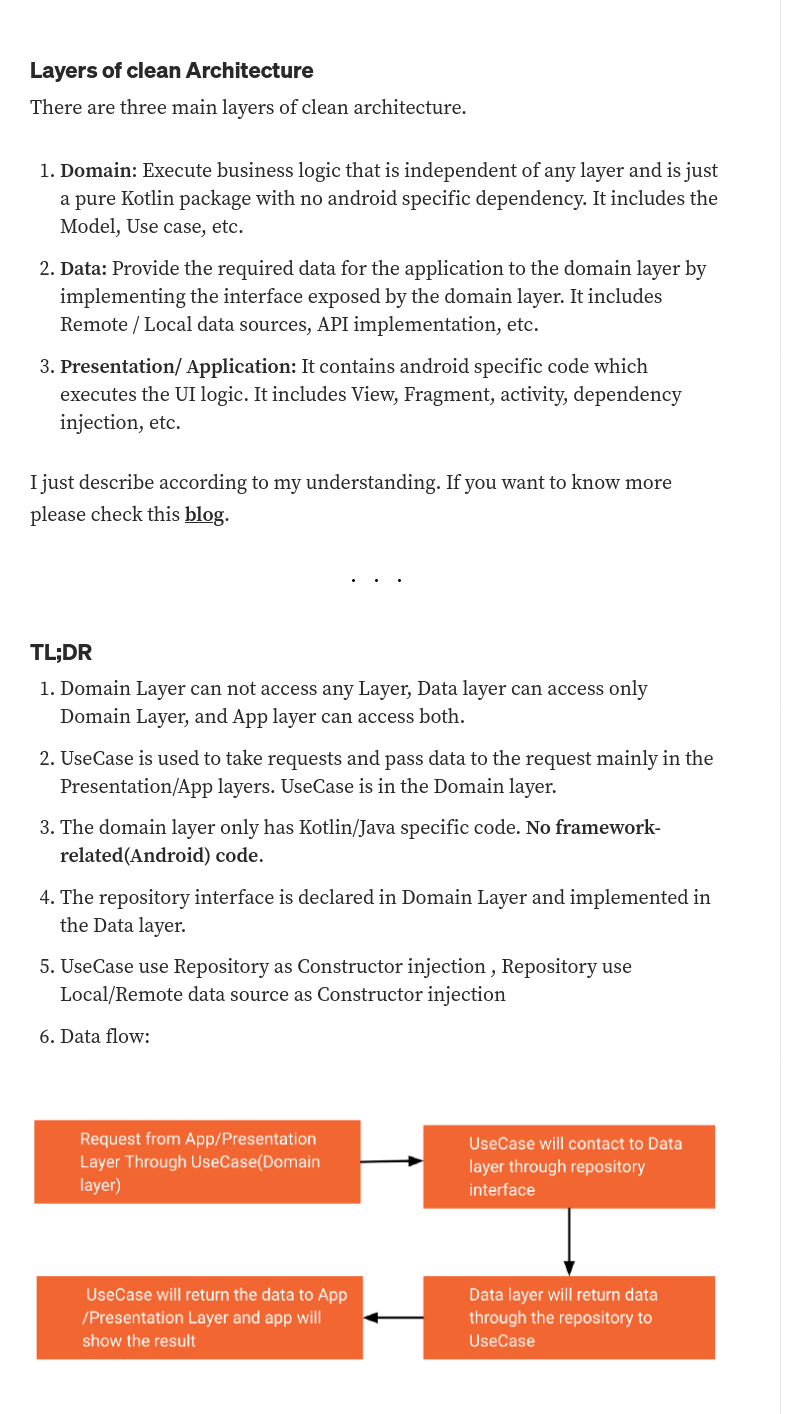 Layers of clean Architecture
There are three main layers of clean architecture.
1. Domain: Execute business logic that is independent of any layer and is just
a pure Kotlin package with no android specific dependency. It includes the
Model, Use case, etc.
2. Data: Provide the required data for the application to the domain layer by
implementing the interface exposed by the domain layer. It includes
Remote / Local data sources, API implementation, etc.
3. Presentation/ Application: It contains android specific code which
executes the UI logic. It includes View, Fragment, activity, dependency
injection, etc.
I just describe according to my understanding. If you want to know more
please check this blog.
. . .
TL;DR
1. Domain Layer can not access any Layer, Data layer can access only
Domain Layer, and App layer can access both.
2. UseCase is used to take requests and pass data to the request mainly in the
Presentation/App layers. UseCase is in the Domain layer.
3. The domain layer only has Kotlin/Java specific code. No framework-
related(Android) code.
4. The repository interface is declared in Domain Layer and implemented in
the Data layer.
5. UseCase use Repository as Constructor injection , Repository use
Local/Remote data source as Constructor injection
6. Data flow:
Request from App/Presentation
Layer Through UseCase(Domain
layer)
UseCase will contact to Data
layer through repository
interface
Data layer will return data
through the repository to
UseCase
UseCase will return the data to App
/Presentation Layer and app will
show the result